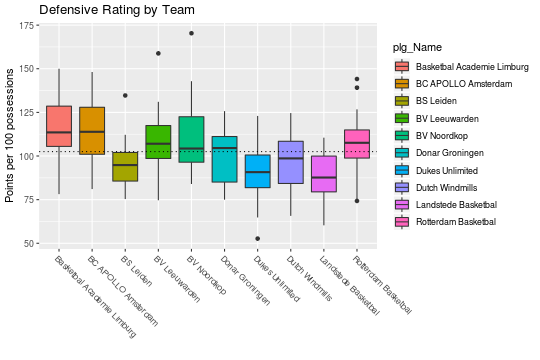 Defensive Rating by Team
Points per 100 possessions
175
150
125
100
75
50
Basketbal Academie Limburg
BC APOLLO Amsterdam
BS Leiden
BV Leeuwarden
BV Noordkop
Donar Groningen
Dukes Unlimited
Dutch Windmills
Landstede Basketbal
Rotterdam Basketbal
plg_Name
Basketbal Academie Limburg
BC APOLLO Amsterdam
BS Leiden
BV Leeuwarden
BV Noordkop
Donar Groningen
Dukes Unlimited
Dutch Windmills
Landstede Basketbal
Rotterdam Basketbal